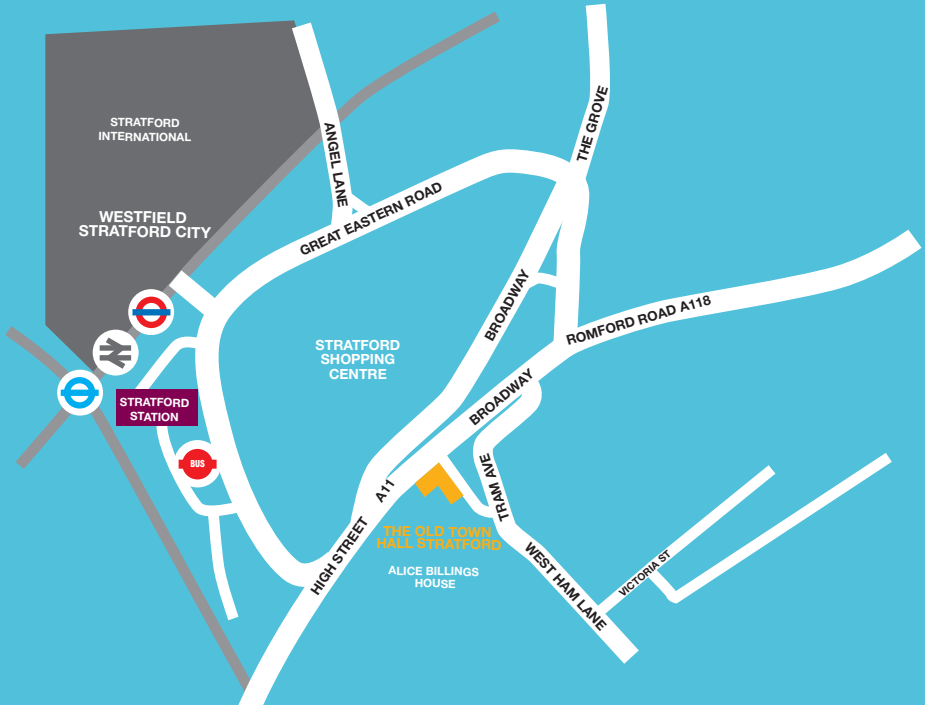 STRATFORD
INTERNATIONAL
WESTFIELD
STRATFORD CITY
ANGEL LANE
GREAT EASTERN ROAD
THE GROVE
BROADWAY
ROMFORD ROAD A118
STRATFORD
SHOPPING
CENTRE
BROADWAY
STRATFORD
STATION
BUS
A11
TRAM AVE
HIGH STREET
THE OLD TOWN
HALL STRATFORD
ALICE BILLINGS
HOUSE
WEST HAM LANE
VICTORIA ST